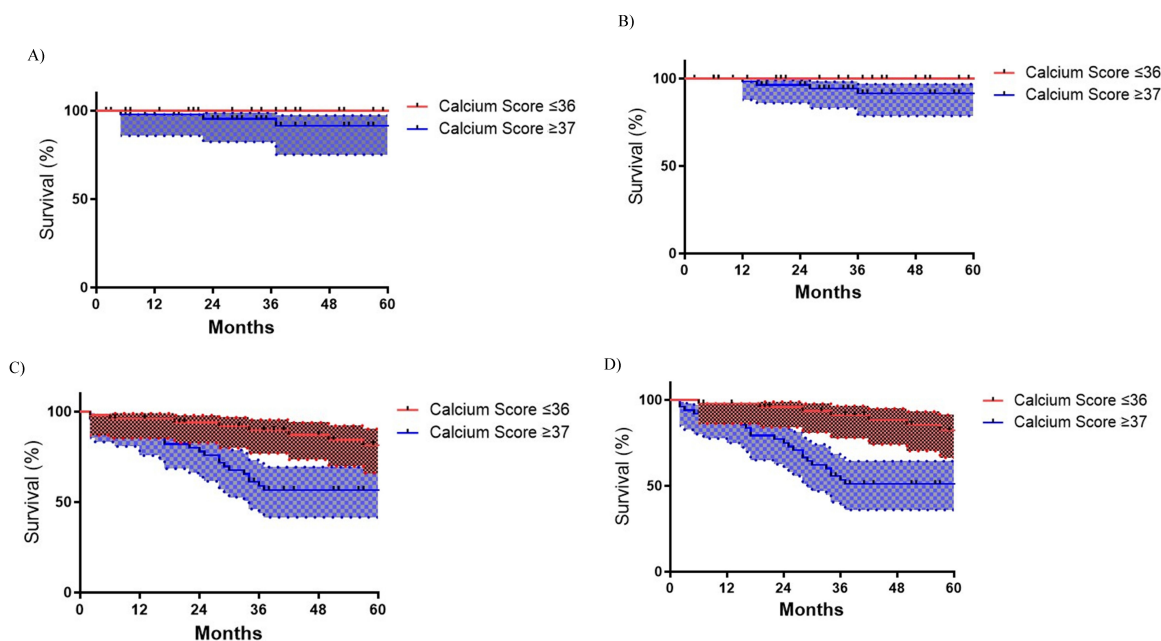 A)
Survival (%)
100
50
0
0 12 24 36 48 60
Months
Calcium Score ≤36
Calcium Score ≥37
B)
Survival (%)
100
50
0
0 12 24 36 48 60
Months
Calcium Score ≤36
Calcium Score ≥37
C)
Survival (%)
100
50
0
0 12 24 36 48 60
Months
Calcium Score ≤36
Calcium Score ≥37
D)
Survival (%)
100
50
0
0 12 24 36 48 60
Months
Calcium Score ≤36
Calcium Score ≥37